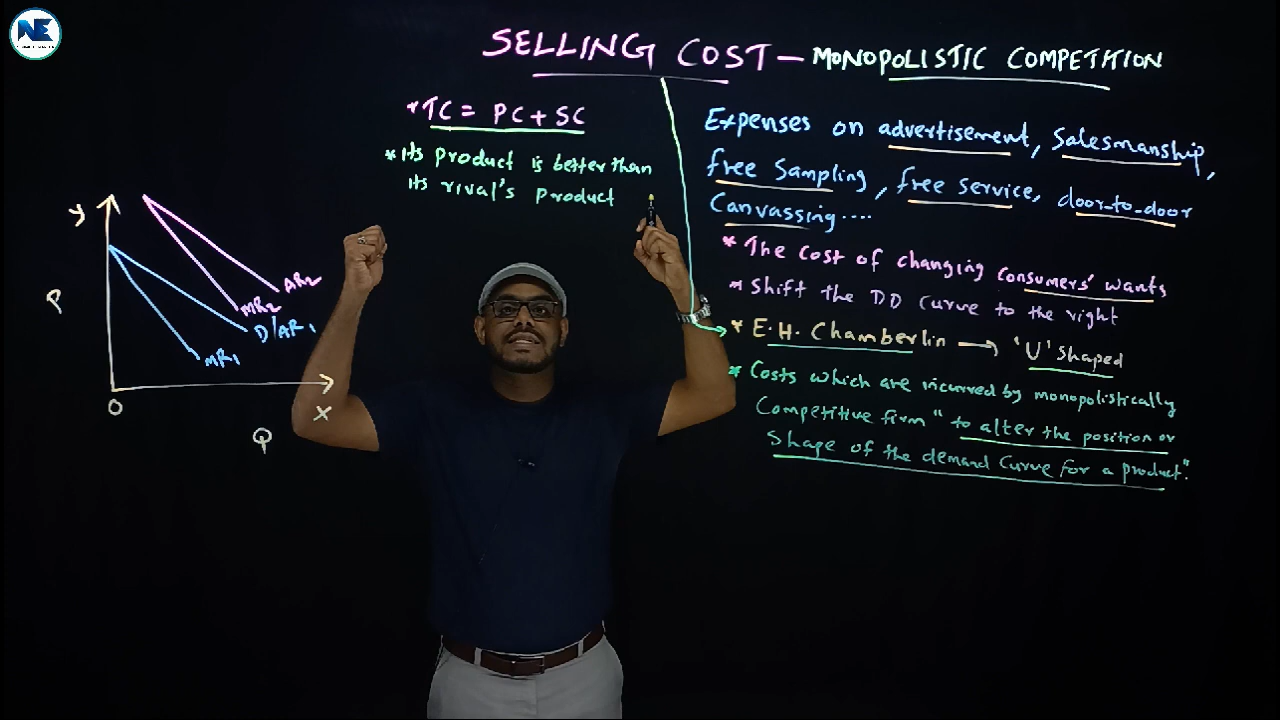 NE
SELLING COST – MONOPOLISTIC COMPETITION
* TC = PC + SC
* Its product is better than
its rival's product
Expenses on advertisement, Salesmanship,
free Sampling, free service, door-to-door
Canvassing....
* The cost of changing consumers' wants
* Shift the DD curve to the right
* E.H. Chamberlin → 'U' shaped
* Costs which are incurred by monopolistically
Competitive firm "to alter the position or
Shape of the demand Curve for a product".
y
P
AR2
MR2
D/AR1
MR1
O
X
Q